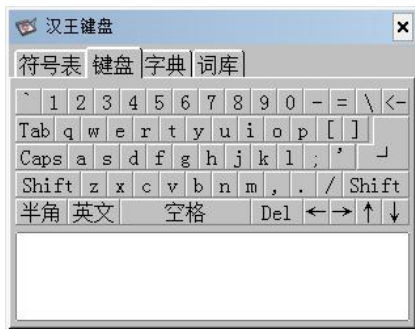 汉王键盘
符号表 键盘 字典 词库
` 1 2 3 4 5 6 7 8 9 0 - = \ <-
Tab q w e r t y u i o p [ ]
Caps a s d f g h j k l ; ' ┘
Shift z x c v b n m , . / Shift
半角 英文 空格 Del ← → ↑ ↓